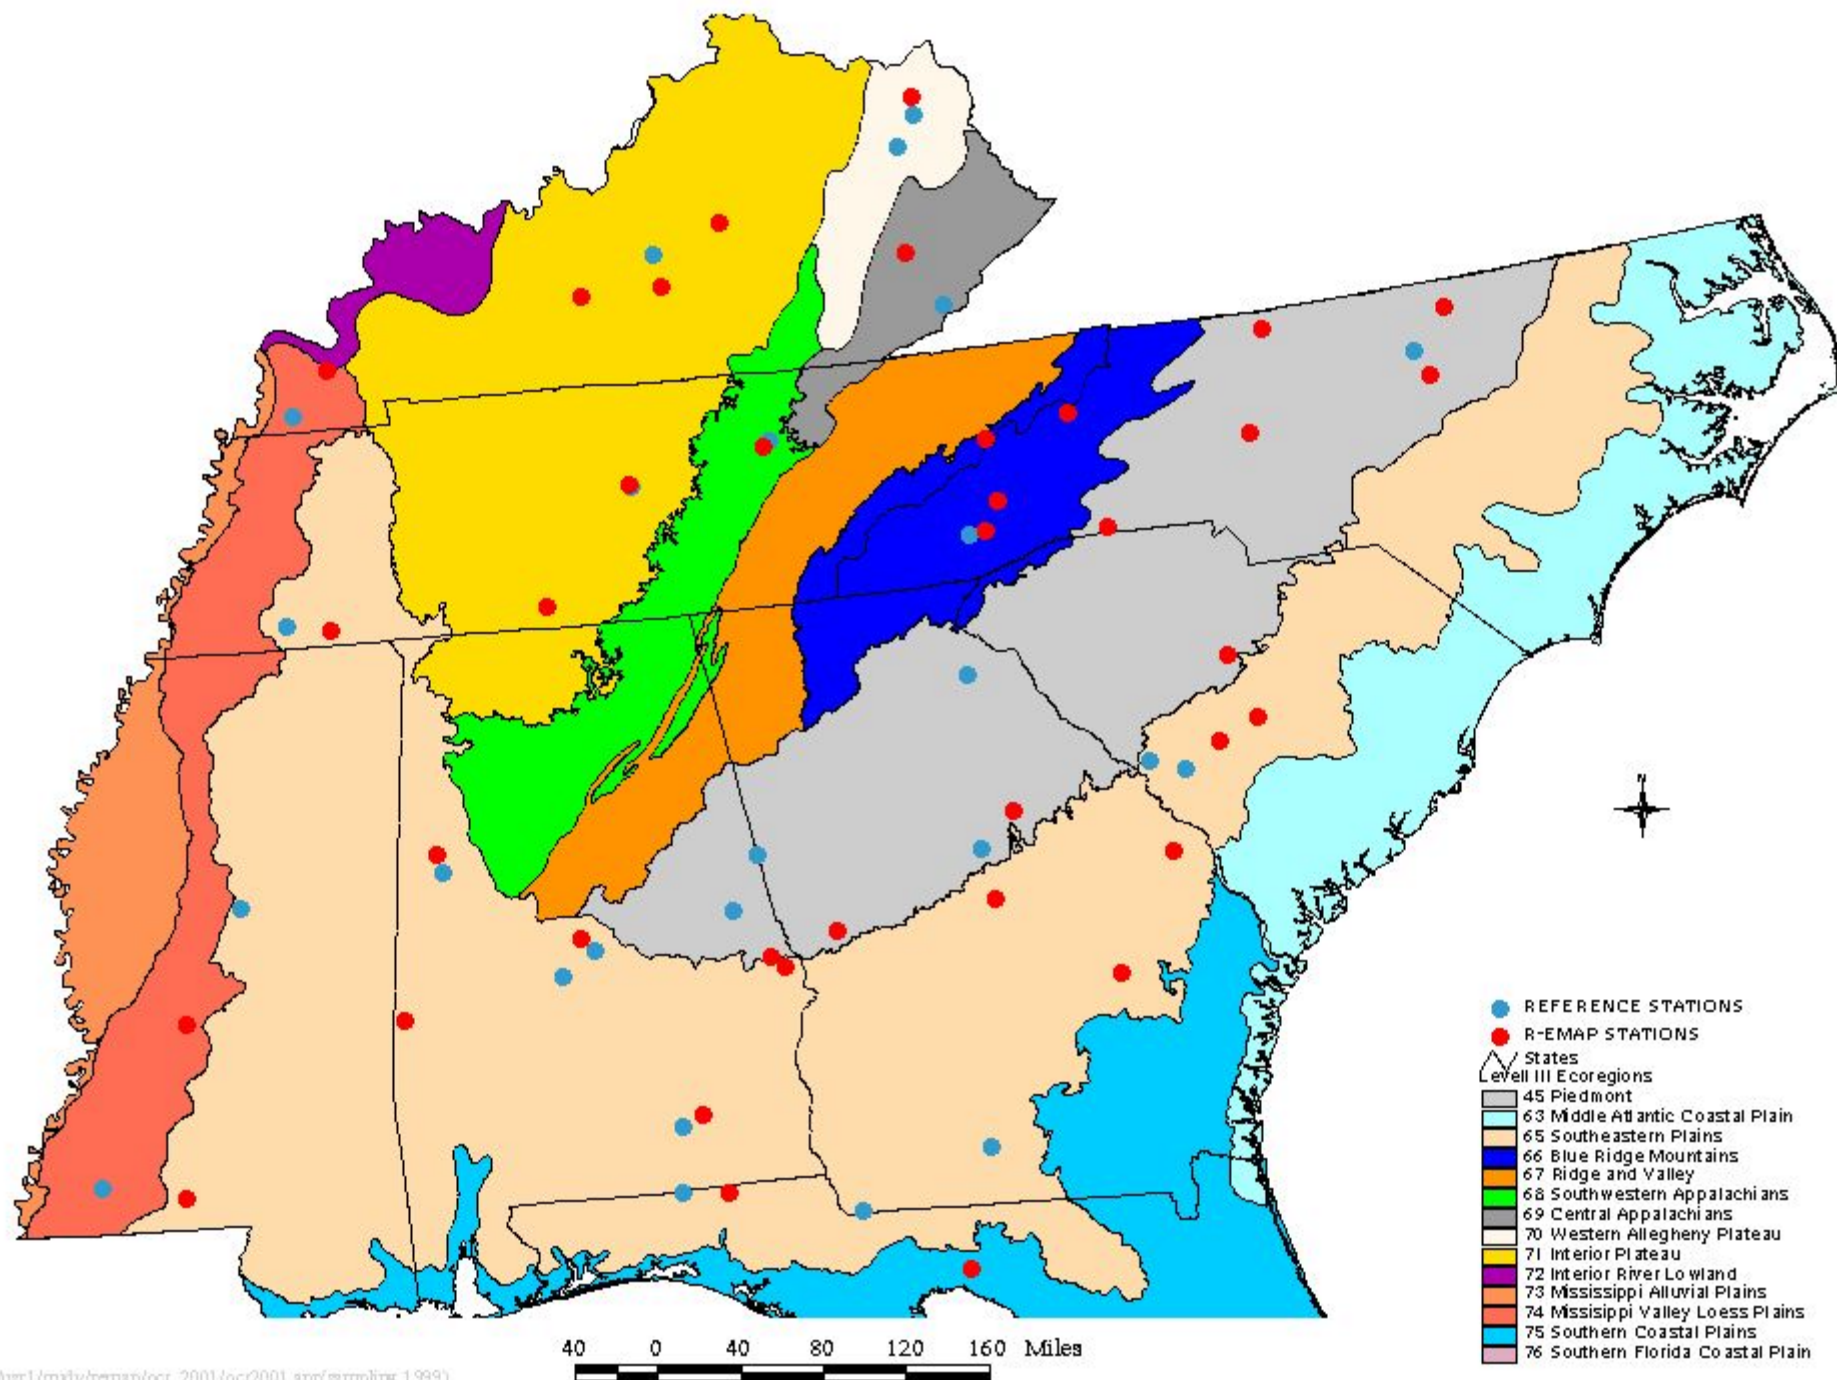 N
REFERENCE STATIONS
R-EMAP STATIONS
States
Level III Ecoregions
45 Piedmont
63 Middle Atlantic Coastal Plain
65 Southeastern Plains
66 Blue Ridge Mountains
67 Ridge and Valley
68 Southwestern Appalachians
69 Central Appalachians
70 Western Allegheny Plateau
71 Interior Plateau
72 Interior River Lowland
73 Mississippi Alluvial Plains
74 Missisippi Valley Loess Plains
75 Southern Coastal Plains
76 Southern Florida Coastal Plain
40 0 40 80 120 160 Miles